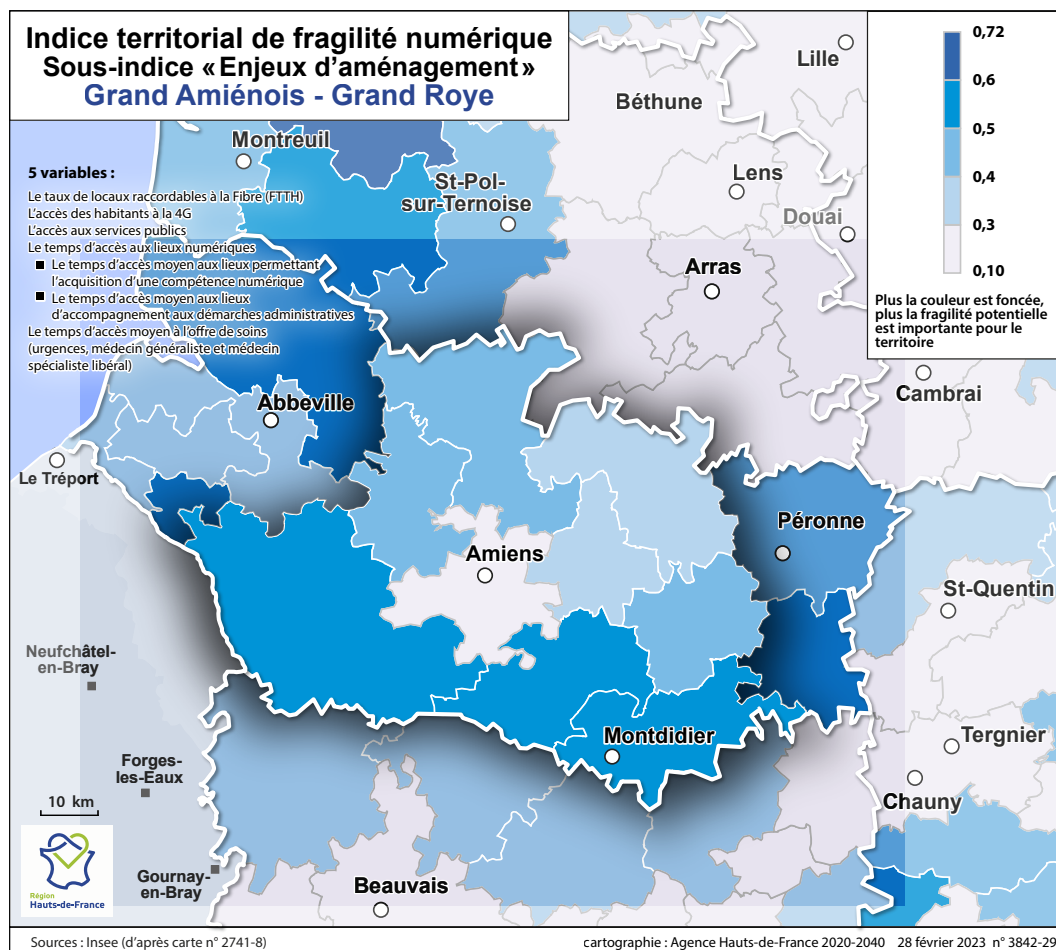 Indice territorial de fragilité numérique
Sous-indice « Enjeux d'aménagement »
Grand Amiénois - Grand Roye
5 variables :
Le taux de locaux raccordables à la Fibre (FTTH)
L'accès des habitants à la 4G
L'accès aux services publics
Le temps d'accès aux lieux numériques
■ Le temps d'accès moyen aux lieux permettant
l'acquisition d'une compétence numérique
■ Le temps d'accès moyen aux lieux
d'accompagnement aux démarches administratives
Le temps d'accès moyen à l'offre de soins
(urgences, médecin généraliste et médecin
spécialiste libéral)
0,72
0,6
0,5
0,4
0,3
0,10
Plus la couleur est foncée,
plus la fragilité potentielle
est importante pour le
territoire
Lille
Béthune
Montreuil
St-Pol-
sur-Ternoise
Lens
Douai
Arras
Cambrai
Abbeville
Le Tréport
Péronne
Amiens
St-Quentin
Neufchâtel-
en-Bray
Montdidier
Tergnier
Forges-
les-Eaux
Chauny
10 km
Gournay-
en-Bray
Beauvais
Région
Hauts-de-France
Sources : Insee (d'après carte n° 2741-8)
cartographie : Agence Hauts-de-France 2020-2040 28 février 2023 n° 3842-29